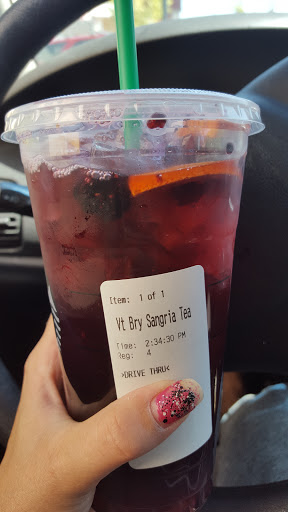 Item: 1 of 1
Vt Bry Sangria Tea
Time: 2:34:30 PM
Reg: 4
>DRIVE THRU<